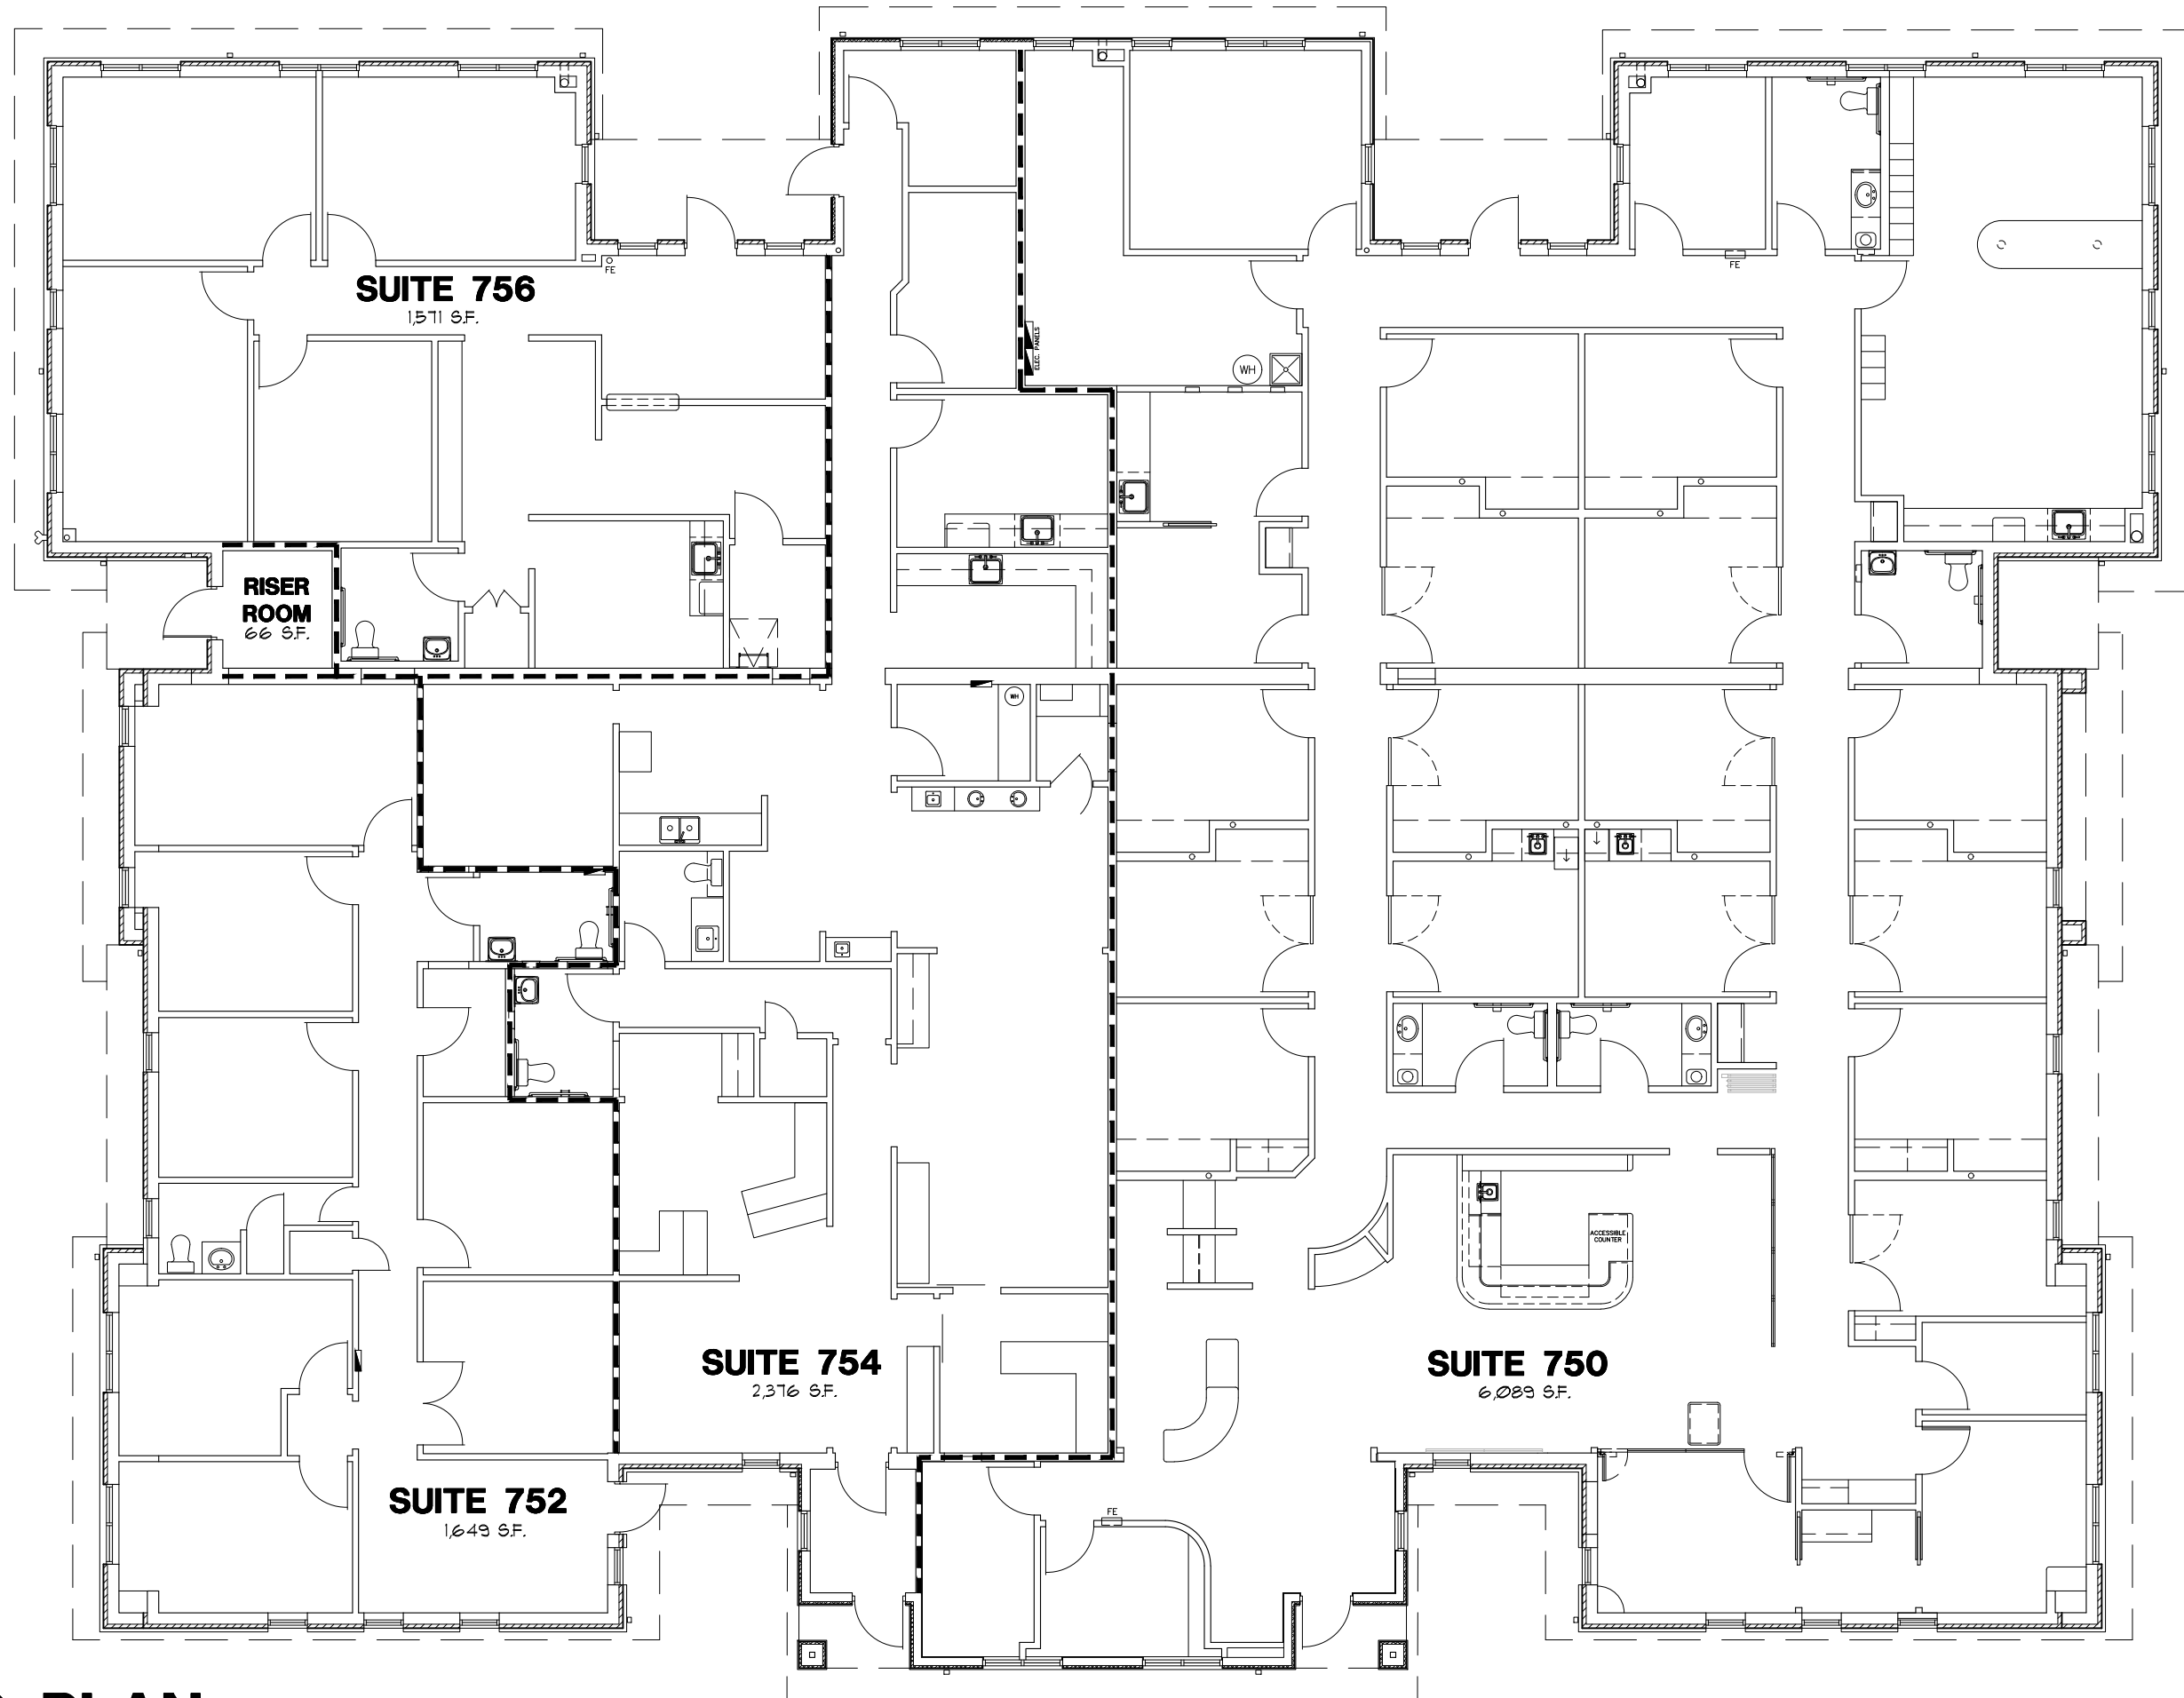 SUITE 756
1,571 S.F.
FE
ELEC. PANELS
WH
FE
RISER
ROOM
66 S.F.
WH
ACCESSIBLE
COUNTER
SUITE 754
2,376 S.F.
SUITE 750
6,089 S.F.
SUITE 752
1,649 S.F.
FE
PLAN